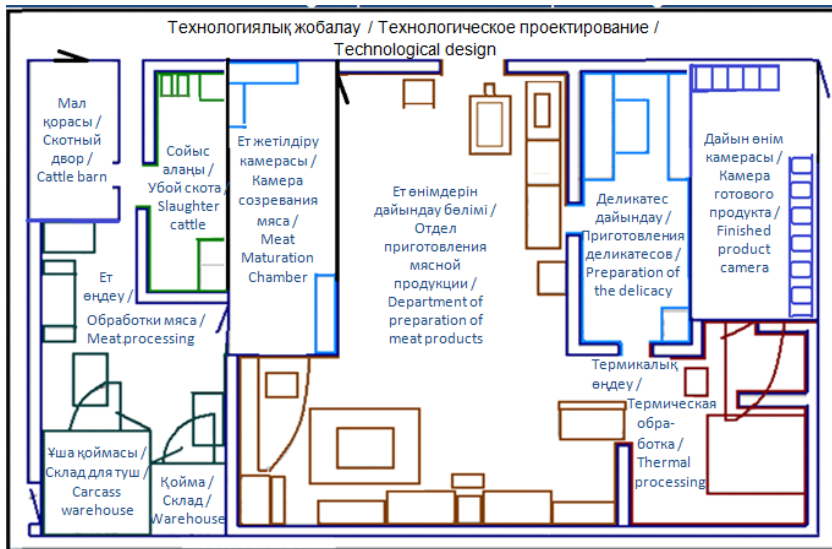 Технологиялық жобалау / Технологическое проектирование /
Technological design
Мал
қорасы /
Скотный
двор /
Cattle barn
Сойыс
алаңы /
Убой скота /
Slaughter
cattle
Ет жетілдіру
камерасы /
Камера
созревания
мяса /
Meat
Maturation
Chamber
Ет өнімдерін
дайындау бөлімі /
Отдел
приготовления
мясной
продукции /
Department of
preparation of
meat products
Деликатес
дайындау /
Приготовления
деликатесов /
Preparation of
the delicacy
Дайын өнім
камерасы /
Камера
готового
продукта /
Finished
product
camera
Ет
өңдеу /
Обработки мяса /
Meat processing
Термикалық
өңдеу /
Термическая
обра-
ботка /
Thermal
processing
Ұша қоймасы /
Склад для туш /
Carcass
warehouse
Қойма /
Склад /
Warehouse